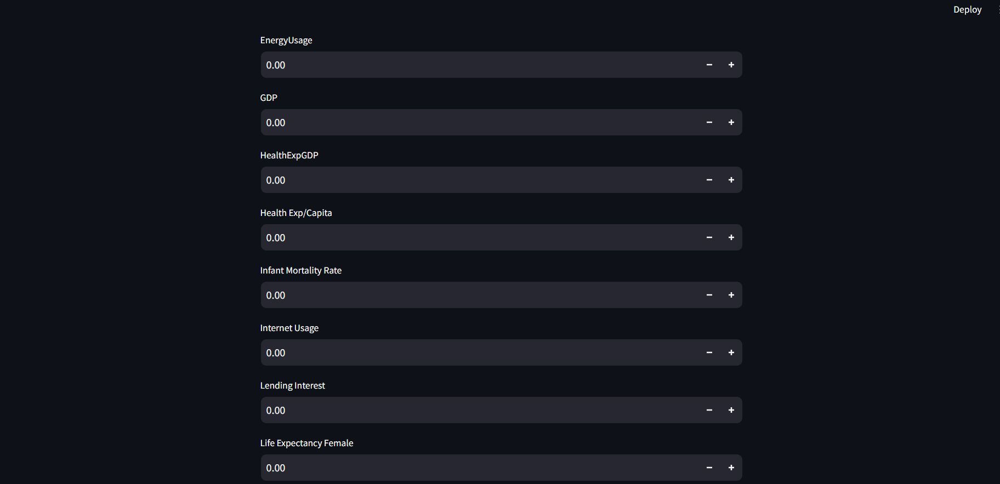 Deploy
EnergyUsage
0.00
GDP
0.00
HealthExpGDP
0.00
Health Exp/Capita
0.00
Infant Mortality Rate
0.00
Internet Usage
0.00
Lending Interest
0.00
Life Expectancy Female
0.00